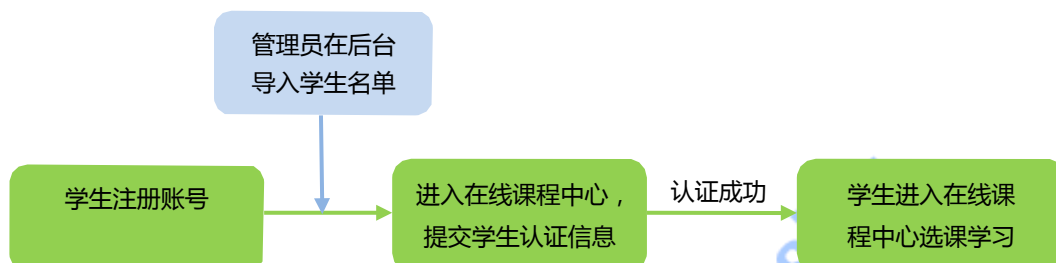 管理员在后台
导入学生名单
学生注册账号
进入在线课程中心，
提交学生认证信息
认证成功
学生进入在线课
程中心选课学习